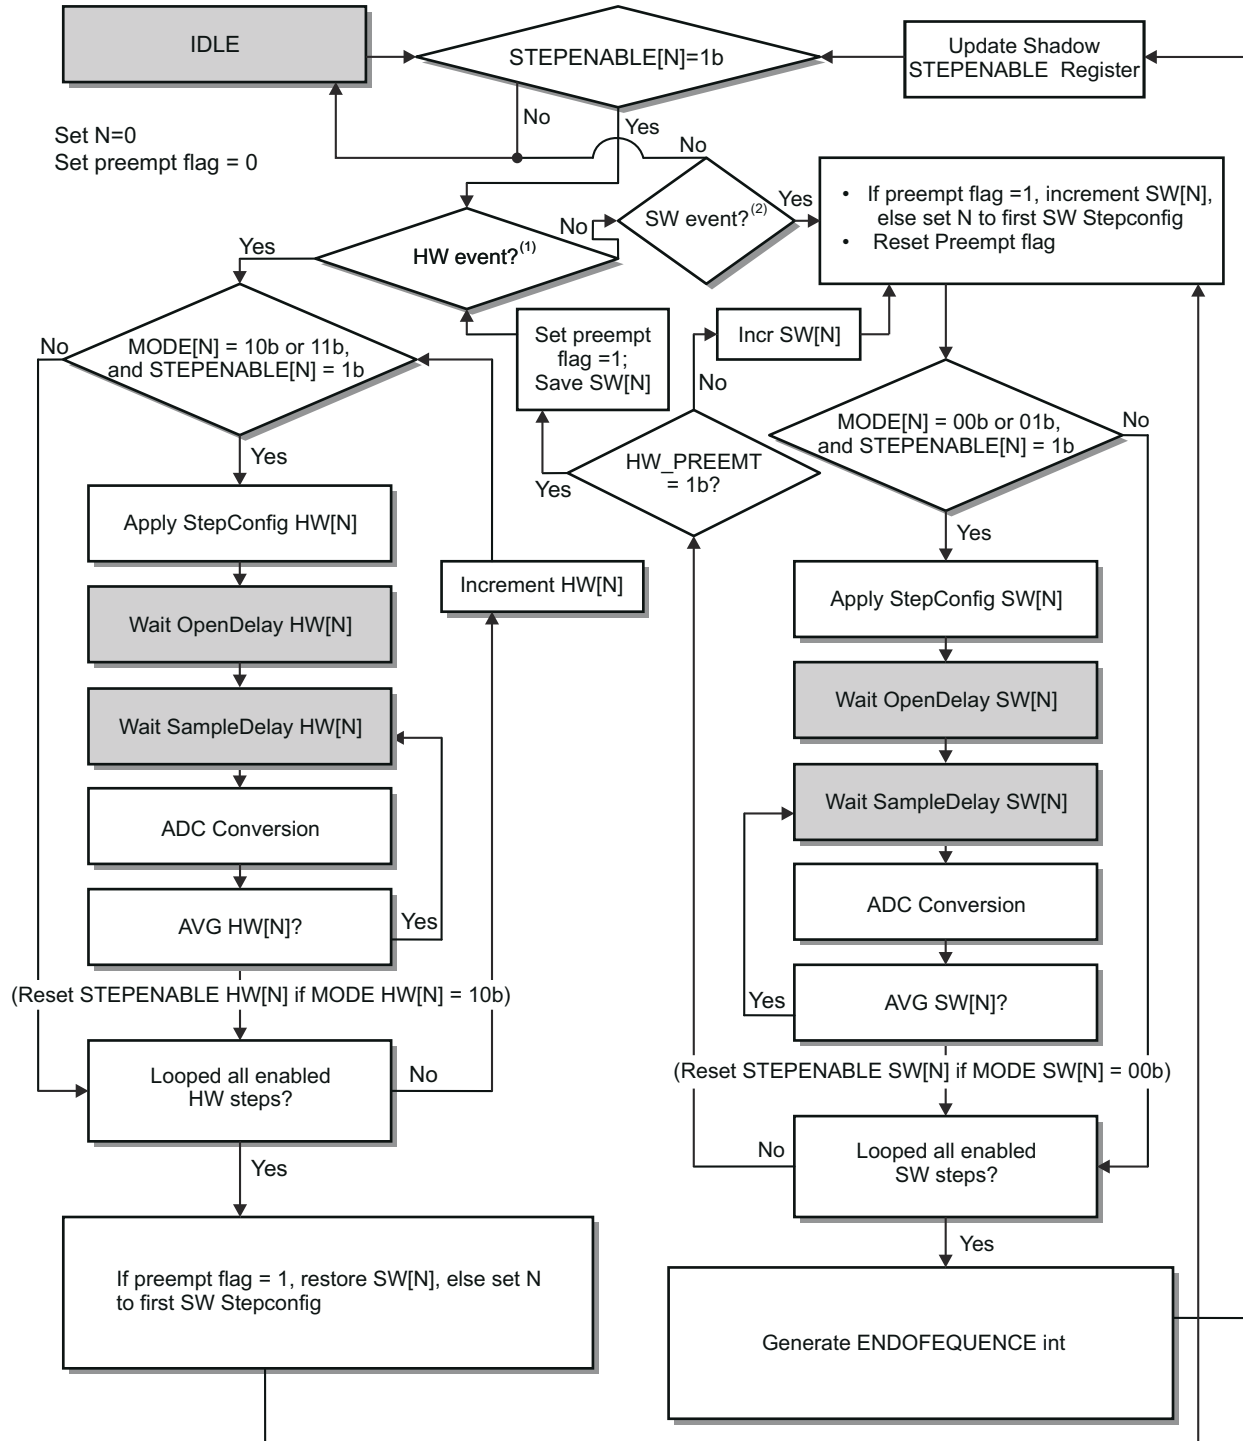 IDLE
STEPENABLE[N]=1b
Update Shadow
STEPENABLE Register
No
Yes
Set N=0
Set preempt flag = 0
No
SW event?(2)
Yes
• If preempt flag =1, increment SW[N],
else set N to first SW Stepconfig
• Reset Preempt flag
No
HW event?(1)
Yes
Set preempt
flag =1;
Save SW[N]
Incr SW[N]
No
MODE[N] = 10b or 11b,
and STEPENABLE[N] = 1b
No
Yes
HW_PREEMT
= 1b?
Yes
MODE[N] = 00b or 01b,
and STEPENABLE[N] = 1b
No
Yes
Apply StepConfig HW[N]
Increment HW[N]
Wait OpenDelay HW[N]
Wait SampleDelay HW[N]
ADC Conversion
AVG HW[N]?
Yes
(Reset STEPENABLE HW[N] if MODE HW[N] = 10b)
Looped all enabled
HW steps?
No
Yes
If preempt flag = 1, restore SW[N], else set N
to first SW Stepconfig
Apply StepConfig SW[N]
Wait OpenDelay SW[N]
Wait SampleDelay SW[N]
ADC Conversion
AVG SW[N]?
Yes
(Reset STEPENABLE SW[N] if MODE SW[N] = 00b)
Looped all enabled
SW steps?
No
Yes
Generate ENDOFEQUENCE int